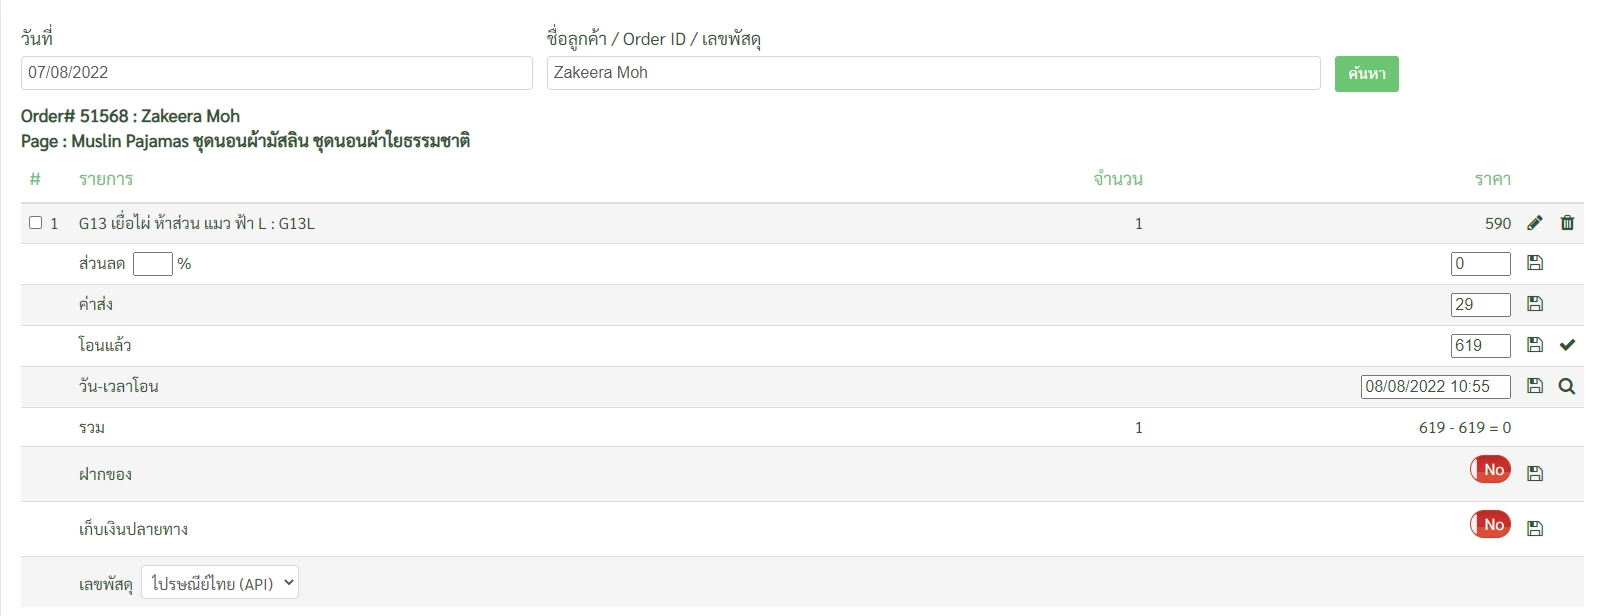 วันที่
ชื่อลูกค้า / Order ID / เลขพัสดุ
07/08/2022
Zakeera Moh
ค้นหา
Order# 51568 : Zakeera Moh
Page : Muslin Pajamas ชุดนอนผ้ามัสลิน ชุดนอนผ้าใยธรรมชาติ
# รายการ จำนวน ราคา
1 G13 เยื่อไผ่ ห้าส่วน แมว ฟ้า L : G13L 1 590
ส่วนลด % 0
ค่าส่ง 29
โอนแล้ว 619
วัน-เวลาโอน 08/08/2022 10:55
รวม 1 619 - 619 = 0
ฝากของ No
เก็บเงินปลายทาง No
เลขพัสดุ ไปรษณีย์ไทย (API)